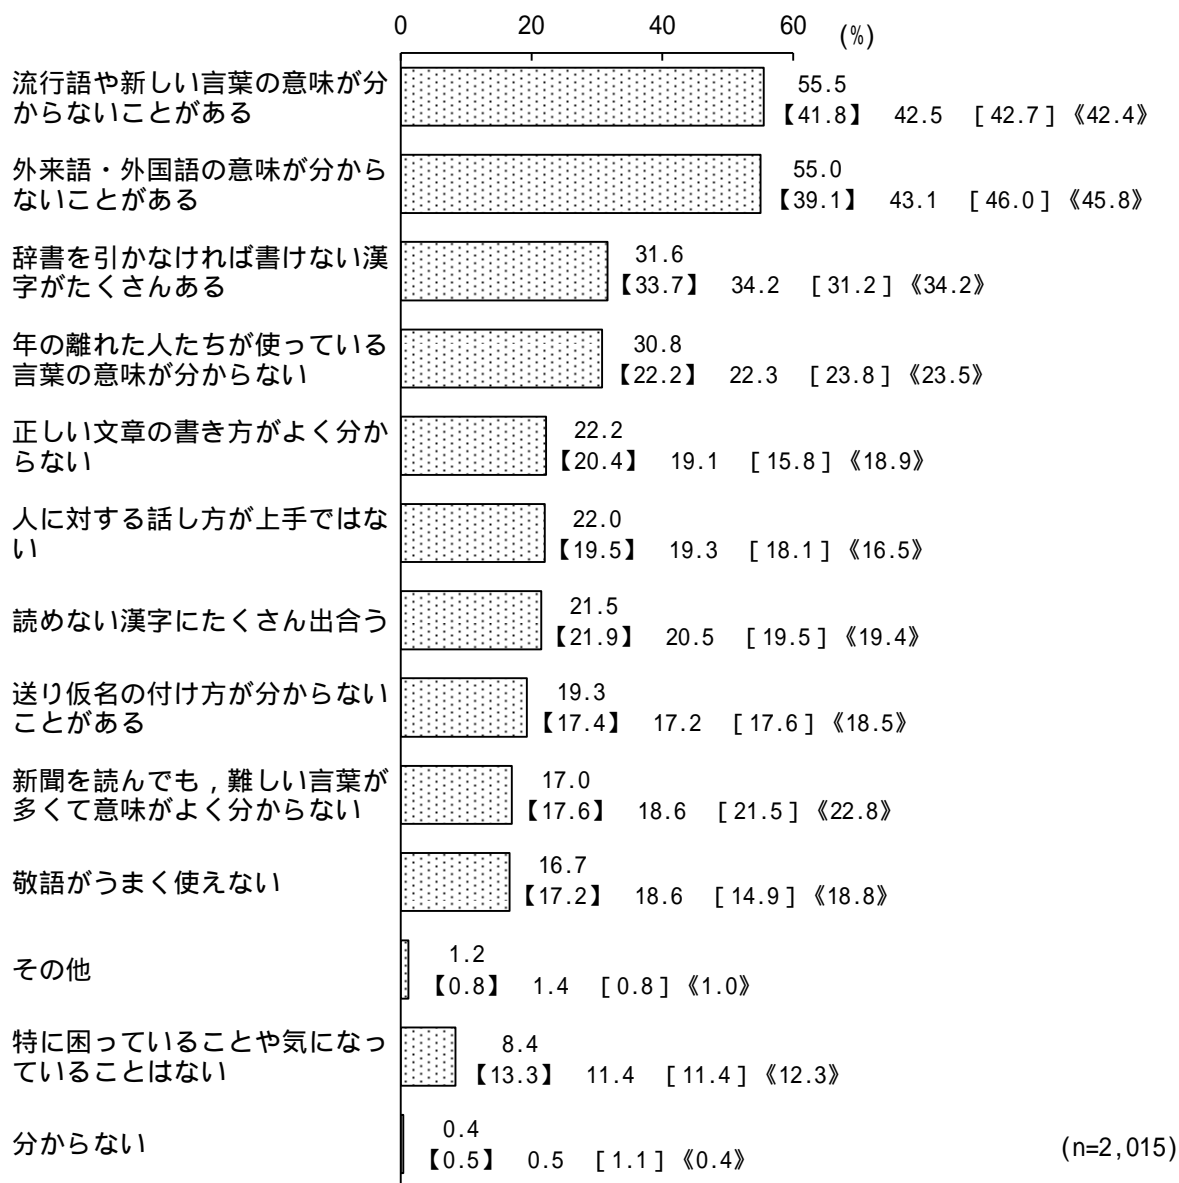 0 20 40 60 (%)
流行語や新しい言葉の意味が分
からないことがある
55.5
【41.8】 42.5 [42.7]《42.4》
外来語・外国語の意味が分から
ないことがある
55.0
【39.1】 43.1 [46.0]《45.8》
辞書を引かなければ書けない漢
字がたくさんある
31.6
【33.7】 34.2 [31.2]《34.2》
年の離れた人たちが使っている
言葉の意味が分からない
30.8
【22.2】 22.3 [23.8]《23.5》
正しい文章の書き方がよく分か
らない
22.2
【20.4】 19.1 [15.8]《18.9》
人に対する話し方が上手ではな
い
22.0
【19.5】 19.3 [18.1]《16.5》
読めない漢字にたくさん出合う
21.5
【21.9】 20.5 [19.5]《19.4》
送り仮名の付け方が分からない
ことがある
19.3
【17.4】 17.2 [17.6]《18.5》
新聞を読んでも,難しい言葉が
多くて意味がよく分からない
17.0
【17.6】 18.6 [21.5]《22.8》
敬語がうまく使えない
16.7
【17.2】 18.6 [14.9]《18.8》
その他
1.2
【0.8】 1.4 [0.8]《1.0》
特に困っていることや気になっ
ていることはない
8.4
【13.3】 11.4 [11.4]《12.3》
分からない
0.4
【0.5】 0.5 [1.1]《0.4》
(n=2,015)